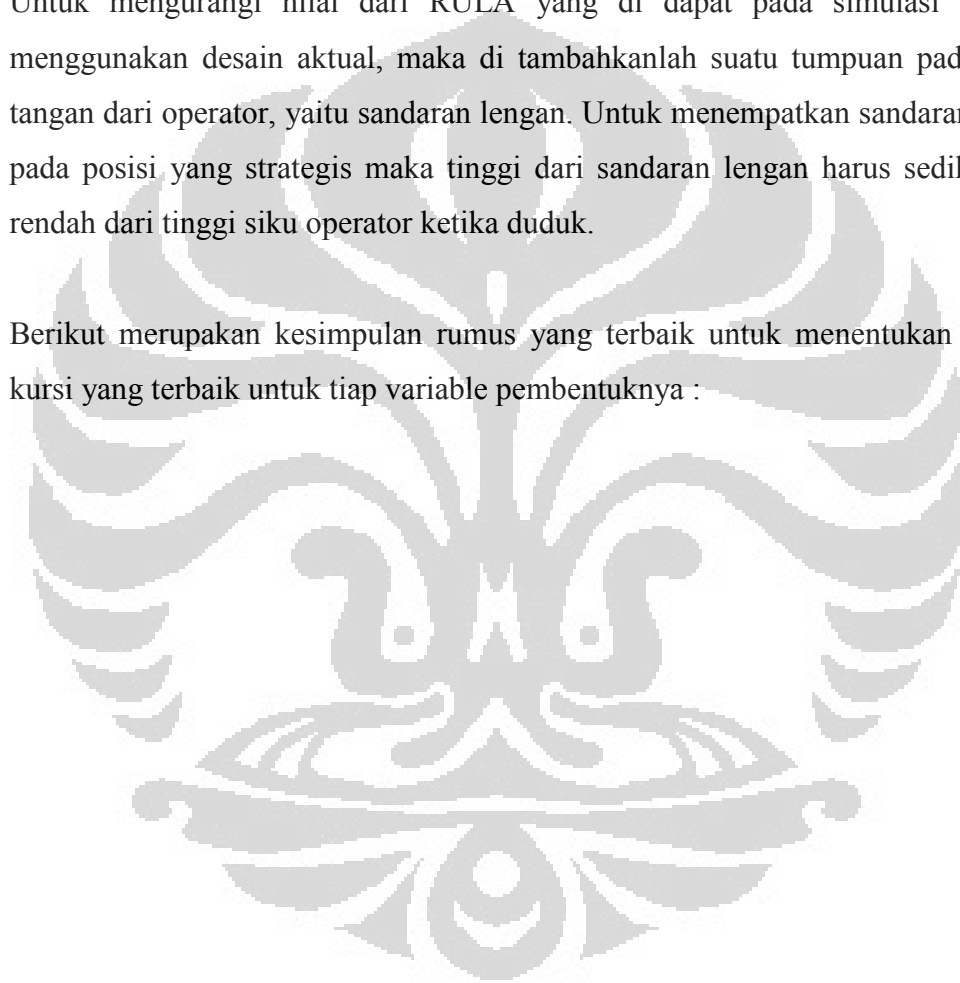 Untuk mengurangi nilai dari RULA yang di dapat pada simulasi
menggunakan desain aktual, maka di tambahkanlah suatu tumpuan
tangan dari operator, yaitu sandaran lengan. Untuk menempatkan sandaran
pada posisi yang strategis maka tinggi dari sandaran lengan harus
rendah dari tinggi siku operator ketika duduk.
Berikut merupakan kesimpulan rumus yang terbaik untuk menentukan
kursi yang terbaik untuk tiap variable pembentuknya :